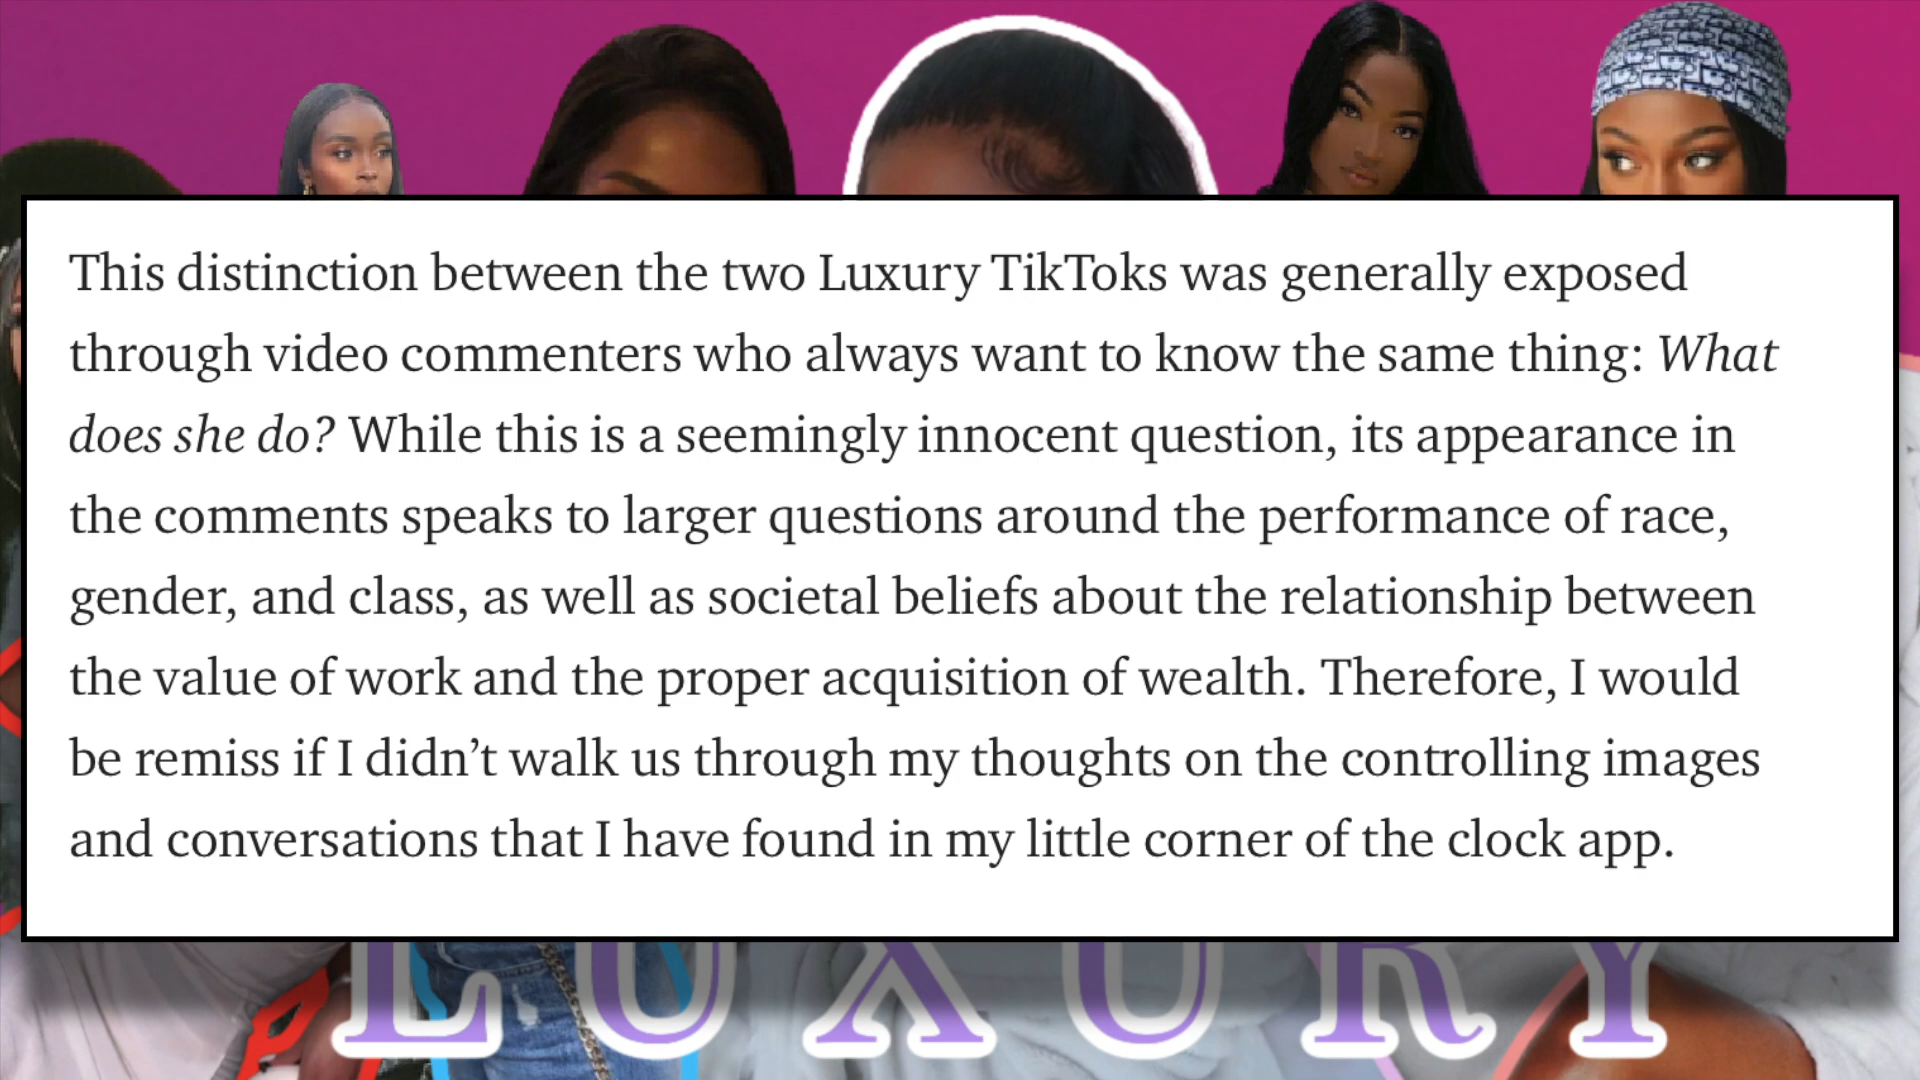 This distinction between the two Luxury TikToks was generally exposed
through video commenters who always want to know the same thing: What
does she do? While this is a seemingly innocent question, its appearance in
the comments speaks to larger questions around the performance of race,
gender, and class, as well as societal beliefs about the relationship between
the value of work and the proper acquisition of wealth. Therefore, I would
be remiss if I didn’t walk us through my thoughts on the controlling images
and conversations that I have found in my little corner of the clock app.
LUXURY